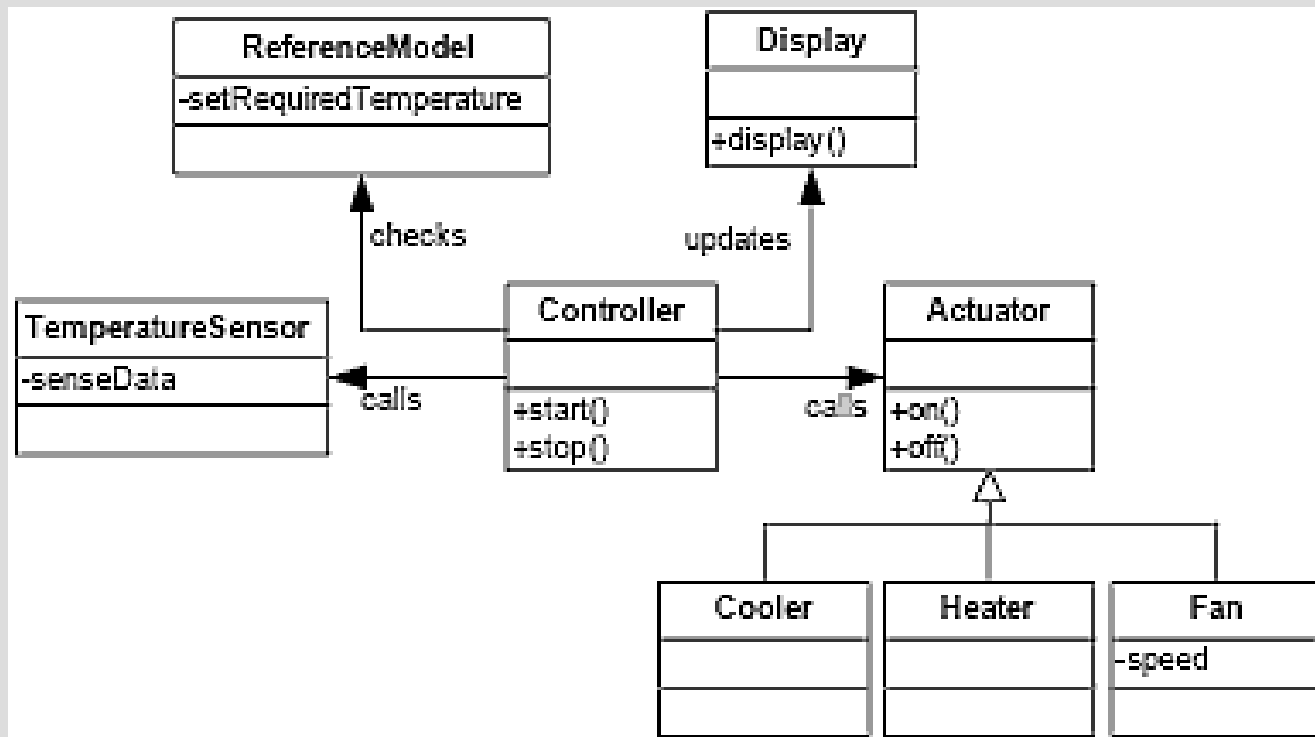 ReferenceModel
-setRequiredTemperature
Display
+display()
checks
updates
TemperatureSensor
-senseData
calls
Controller
+start()
+stop()
calls
Actuator
+on()
+off()
Cooler
Heater
Fan
-speed